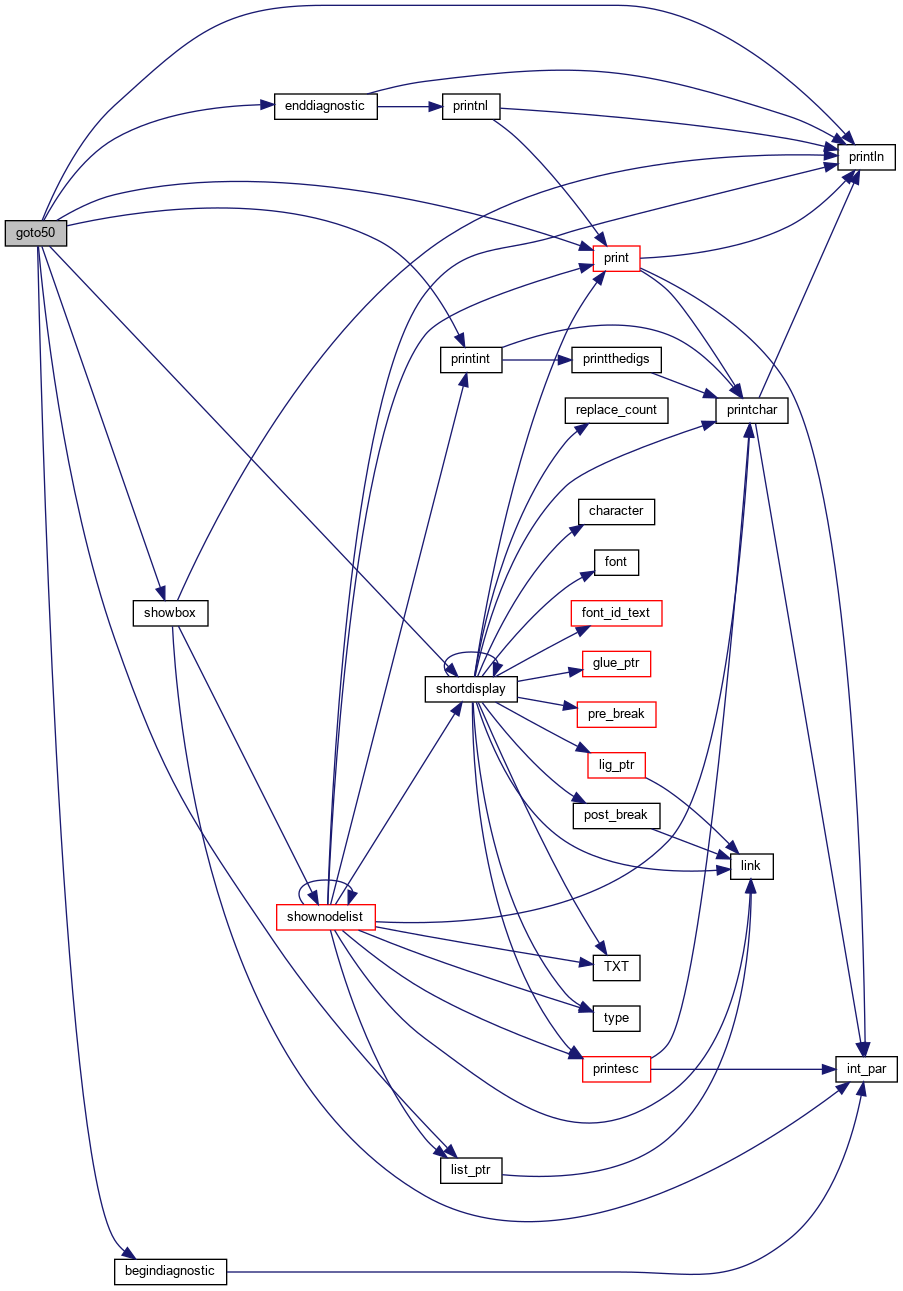 enddiagnostic
printnl
println
goto50
print
printint
printthedigs
replace_count
printchar
character
font
showbox
font_id_text
glue_ptr
shortdisplay
pre_break
lig_ptr
post_break
link
shownodelist
TXT
type
printesc
int_par
list_ptr
begindiagnostic